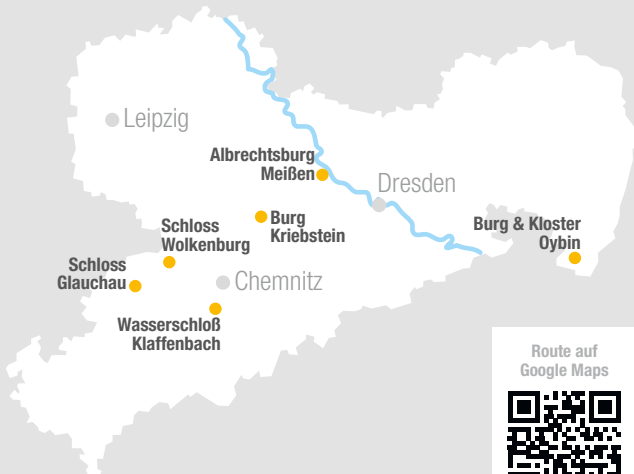 Leipzig
Albrechtsburg
Meißen
Dresden
Burg
Kriebstein
Burg & Kloster
Oybin
Schloss
Wolkenburg
Schloss
Glauchau
Chemnitz
Wasserschloß
Klaffenbach
Route auf
Google Maps